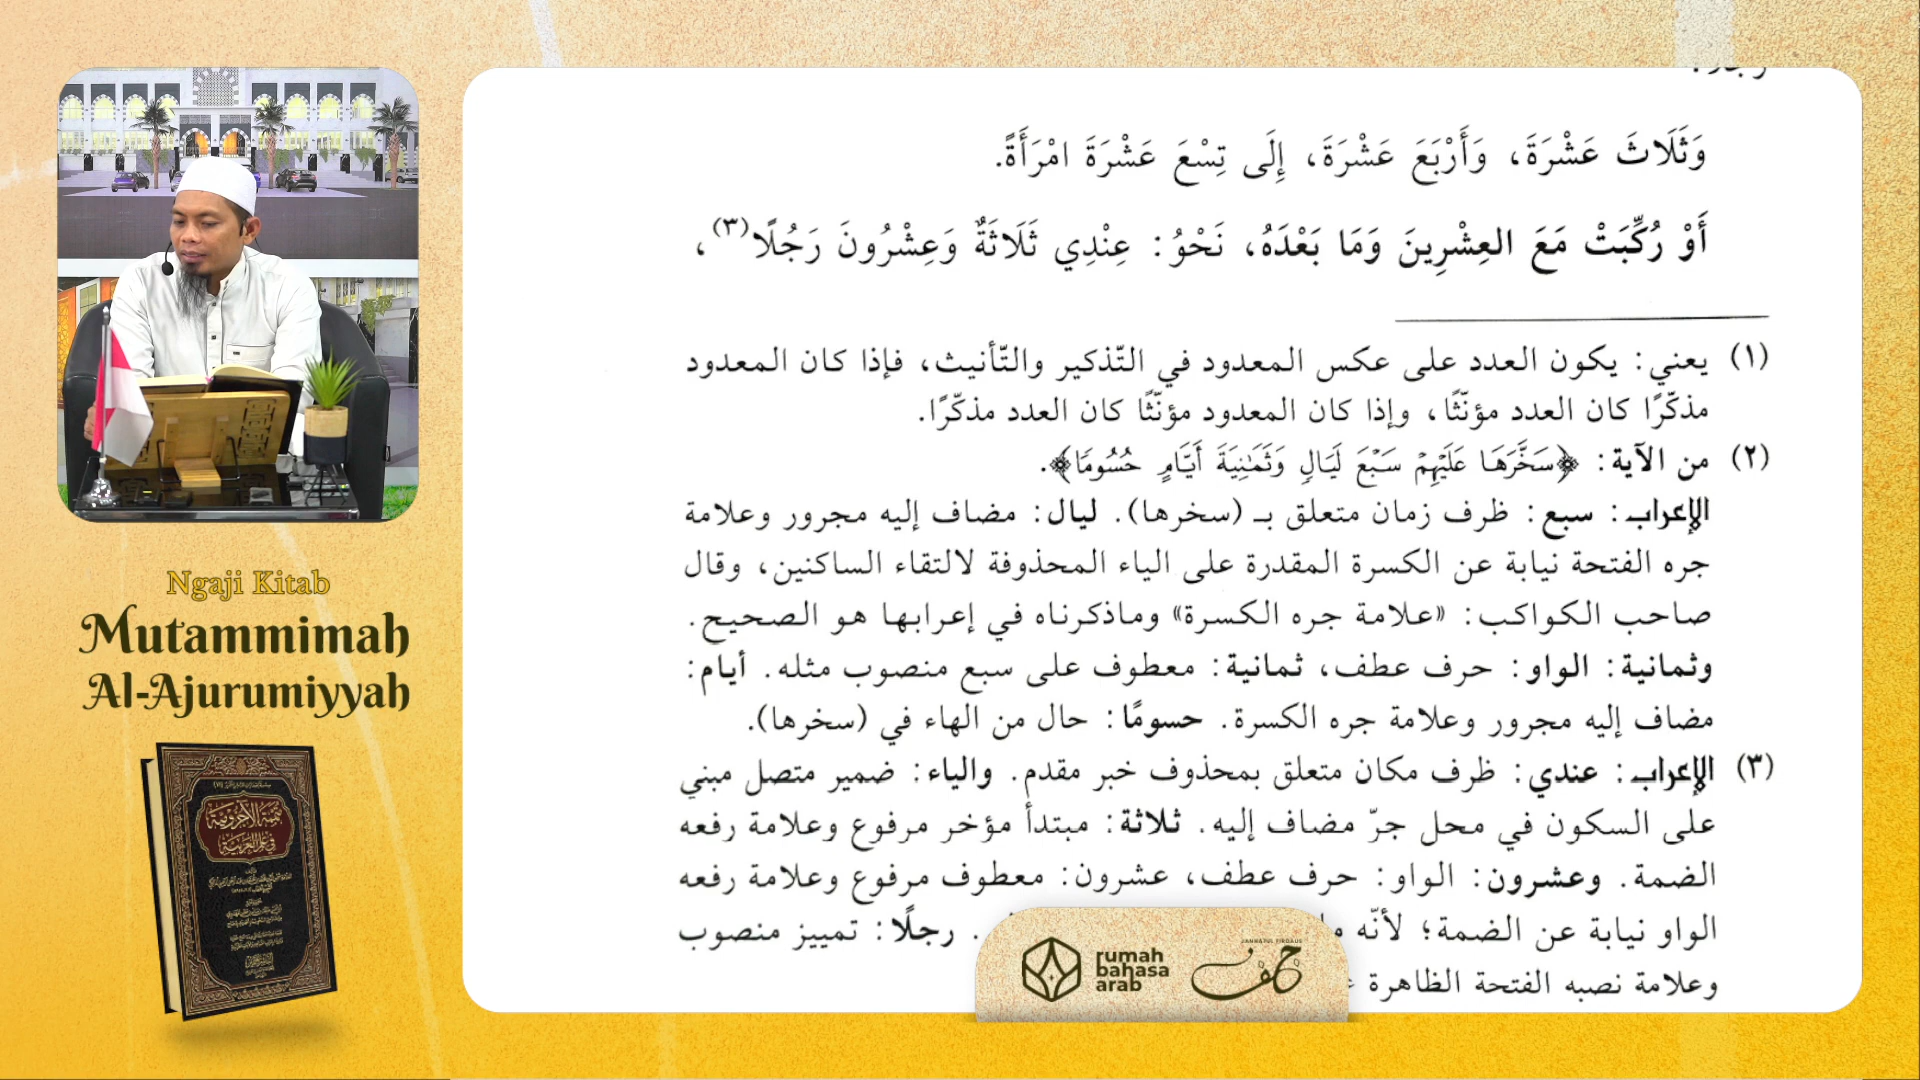 وَثَلَاثَ عَشْرَةَ، وَأَرْبَعَ عَشْرَةَ، إِلَى تِسْعَ عَشْرَةَ امْرَأَةً.
أَوْ رُكِّبَتْ مَعَ العِشْرِينَ وَمَا بَعْدَهُ، نَحْوُ: عِنْدِي ثَلَاثَةٌ وَعِشْرُونَ رَجُلًا(٣)،
(١) يعني: يكون العدد على عكس المعدود في التّذكير والتّأنيث، فإذا كان المعدود
مذكّرًا كان العدد مؤنّثًا، وإذا كان المعدود مؤنّثًا كان العدد مذكّرًا.
(٢) من الآية: ﴿سَخَّرَهَا عَلَيْهِمْ سَبْعَ لَيَالٍ وَثَمَٰنِيَةَ أَيَّامٍ حُسُومًا﴾.
الإعراب: سبع: ظرف زمان متعلق بـ (سخرها). ليال: مضاف إليه مجرور وعلامة
جره الفتحة نيابة عن الكسرة المقدرة على الياء المحذوفة لالتقاء الساكنين، وقال
صاحب الكواكب: «علامة جره الكسرة» وماذكرناه في إعرابها هو الصحيح.
وثمانية: الواو: حرف عطف، ثمانية: معطوف على سبع منصوب مثله. أيام:
مضاف إليه مجرور وعلامة جره الكسرة. حسومًا: حال من الهاء في (سخرها).
(٣) الإعراب: عندي: ظرف مكان متعلق بمحذوف خبر مقدم. والياء: ضمير متصل مبني
على السكون في محل جرّ مضاف إليه. ثلاثة: مبتدأ مؤخر مرفوع وعلامة رفعه
الضمة. وعشرون: الواو: حرف عطف، عشرون: معطوف مرفوع وعلامة رفعه
الواو نيابة عن الضمة؛ لأنّه . رجلًا: تمييز منصوب
وعلامة نصبه الفتحة الظاهرة
Ngaji Kitab
Mutammimah
Al-Ajurumiyyah
متممة الآجرومية
في علم العربية
rumah
bahasa
arab
JANNATUL FIRDAUS